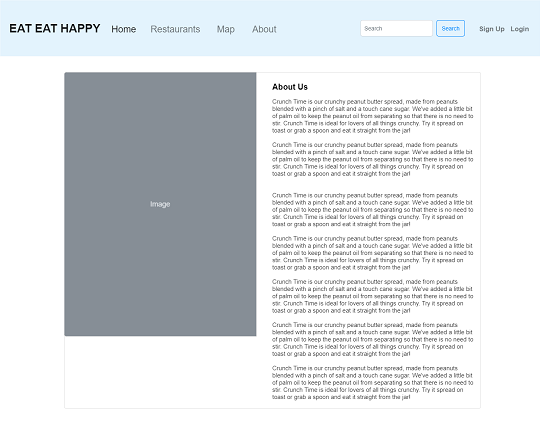 EAT EAT HAPPY Home Restaurants Map About Search Search Sign Up Login
About Us
Crunch Time is our crunchy peanut butter spread, made from peanuts
blended with a pinch of salt and a touch cane sugar. We've added a little bit
of palm oil to keep the peanut oil from separating so that there is no need to
stir. Crunch Time is ideal for lovers of all things crunchy. Try it spread on
toast or grab a spoon and eat it straight from the jar!
Crunch Time is our crunchy peanut butter spread, made from peanuts
blended with a pinch of salt and a touch cane sugar. We've added a little bit
of palm oil to keep the peanut oil from separating so that there is no need to
stir. Crunch Time is ideal for lovers of all things crunchy. Try it spread on
toast or grab a spoon and eat it straight from the jar!
Image
Crunch Time is our crunchy peanut butter spread, made from peanuts
blended with a pinch of salt and a touch cane sugar. We've added a little bit
of palm oil to keep the peanut oil from separating so that there is no need to
stir. Crunch Time is ideal for lovers of all things crunchy. Try it spread on
toast or grab a spoon and eat it straight from the jar!
Crunch Time is our crunchy peanut butter spread, made from peanuts
blended with a pinch of salt and a touch cane sugar. We've added a little bit
of palm oil to keep the peanut oil from separating so that there is no need to
stir. Crunch Time is ideal for lovers of all things crunchy. Try it spread on
toast or grab a spoon and eat it straight from the jar!
Crunch Time is our crunchy peanut butter spread, made from peanuts
blended with a pinch of salt and a touch cane sugar. We've added a little bit
of palm oil to keep the peanut oil from separating so that there is no need to
stir. Crunch Time is ideal for lovers of all things crunchy. Try it spread on
toast or grab a spoon and eat it straight from the jar!
Crunch Time is our crunchy peanut butter spread, made from peanuts
blended with a pinch of salt and a touch cane sugar. We've added a little bit
of palm oil to keep the peanut oil from separating so that there is no need to
stir. Crunch Time is ideal for lovers of all things crunchy. Try it spread on
toast or grab a spoon and eat it straight from the jar!
Crunch Time is our crunchy peanut butter spread, made from peanuts
blended with a pinch of salt and a touch cane sugar. We've added a little bit
of palm oil to keep the peanut oil from separating so that there is no need to
stir. Crunch Time is ideal for lovers of all things crunchy. Try it spread on
toast or grab a spoon and eat it straight from the jar!